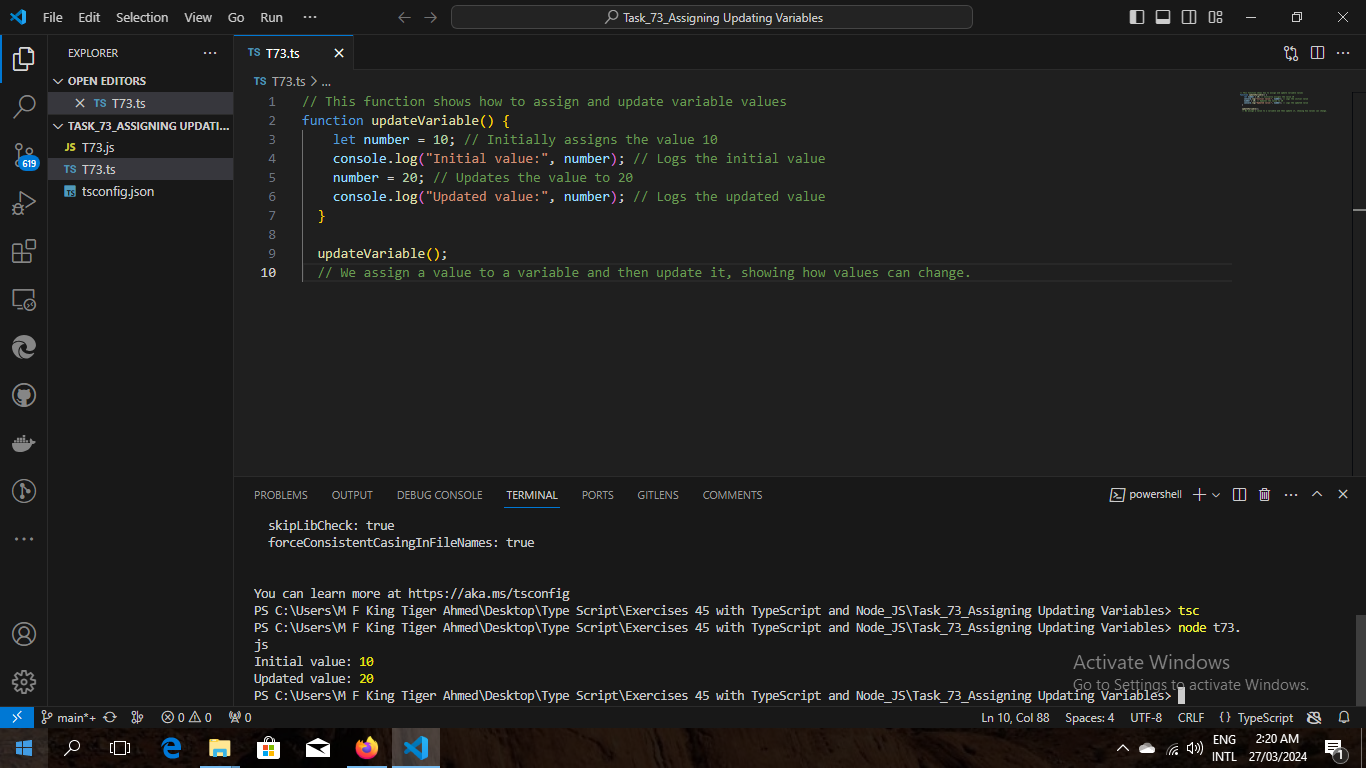 File Edit Selection View Go Run ··· Task_73_Assigning Updating Variables
EXPLORER ···
OPEN EDITORS
TS T73.ts
TASK_73_ASSIGNING UPDATI...
JS T73.js
TS T73.ts
TS tsconfig.json
619
TS T73.ts
TS T73.ts > ...
1 // This function shows how to assign and update variable values
2 function updateVariable() {
3 let number = 10; // Initially assigns the value 10
4 console.log("Initial value:", number); // Logs the initial value
5 number = 20; // Updates the value to 20
6 console.log("Updated value:", number); // Logs the updated value
7 }
8
9 updateVariable();
10 // We assign a value to a variable and then update it, showing how values can change.
PROBLEMS OUTPUT DEBUG CONSOLE TERMINAL PORTS GITLENS COMMENTS powershell
skipLibCheck: true
forceConsistentCasingInFileNames: true
You can learn more at https://aka.ms/tsconfig
PS C:\Users\M F King Tiger Ahmed\Desktop\Type Script\Exercises 45 with TypeScript and Node_JS\Task_73_Assigning Updating Variables> tsc
PS C:\Users\M F King Tiger Ahmed\Desktop\Type Script\Exercises 45 with TypeScript and Node_JS\Task_73_Assigning Updating Variables> node t73.
js
Initial value: 10
Updated value: 20
PS C:\Users\M F King Tiger Ahmed\Desktop\Type Script\Exercises 45 with TypeScript and Node_JS\Task_73_Assigning Updating Variables>
Activate Windows
Go to Settings to activate Windows.
main*+ 0 0 0 Ln 10, Col 88 Spaces: 4 UTF-8 CRLF {} TypeScript
ENG 2:20 AM
INTL 27/03/2024 1